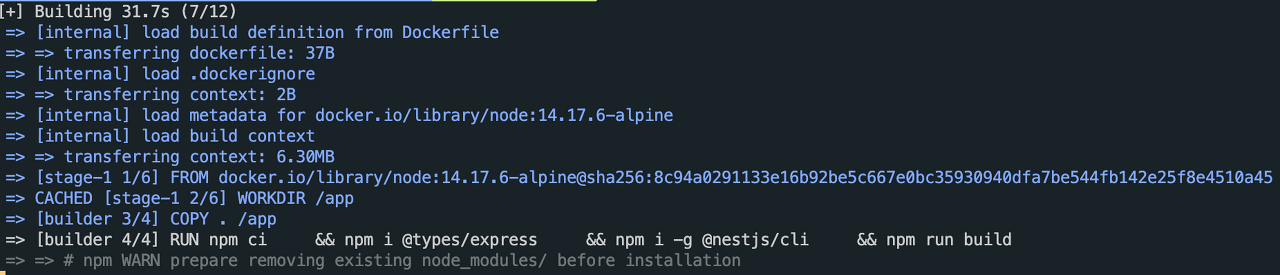 [+] Building 31.7s (7/12)
=> [internal] load build definition from Dockerfile
=> => transferring dockerfile: 37B
=> [internal] load .dockerignore
=> => transferring context: 2B
=> [internal] load metadata for docker.io/library/node:14.17.6-alpine
=> [internal] load build context
=> => transferring context: 6.30MB
=> [stage-1 1/6] FROM docker.io/library/node:14.17.6-alpine@sha256:8c94a0291133e16b92be5c667e0bc35930940dfa7be544fb142e25f8e4510a45
=> CACHED [stage-1 2/6] WORKDIR /app
=> [builder 3/4] COPY . /app
=> [builder 4/4] RUN npm ci     && npm i @types/express     && npm i -g @nestjs/cli     && npm run build
=> => # npm WARN prepare removing existing node_modules/ before installation